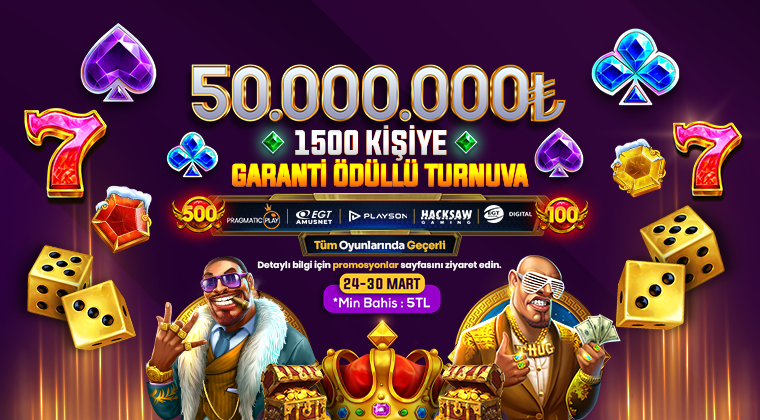 50.000.000₺
1500 KİŞİYE
GARANTİ ÖDÜLLÜ TURNUVA
500 PRAGMATIC PLAY EGT AMUSNET PLAYSON HACKSAW GAMING EGT DIGITAL 100
Tüm Oyunlarında Geçerli
Detaylı bilgi için promosyonlar sayfasını ziyaret edin.
24-30 MART
*Min Bahis : 5TL
7 7
THUG